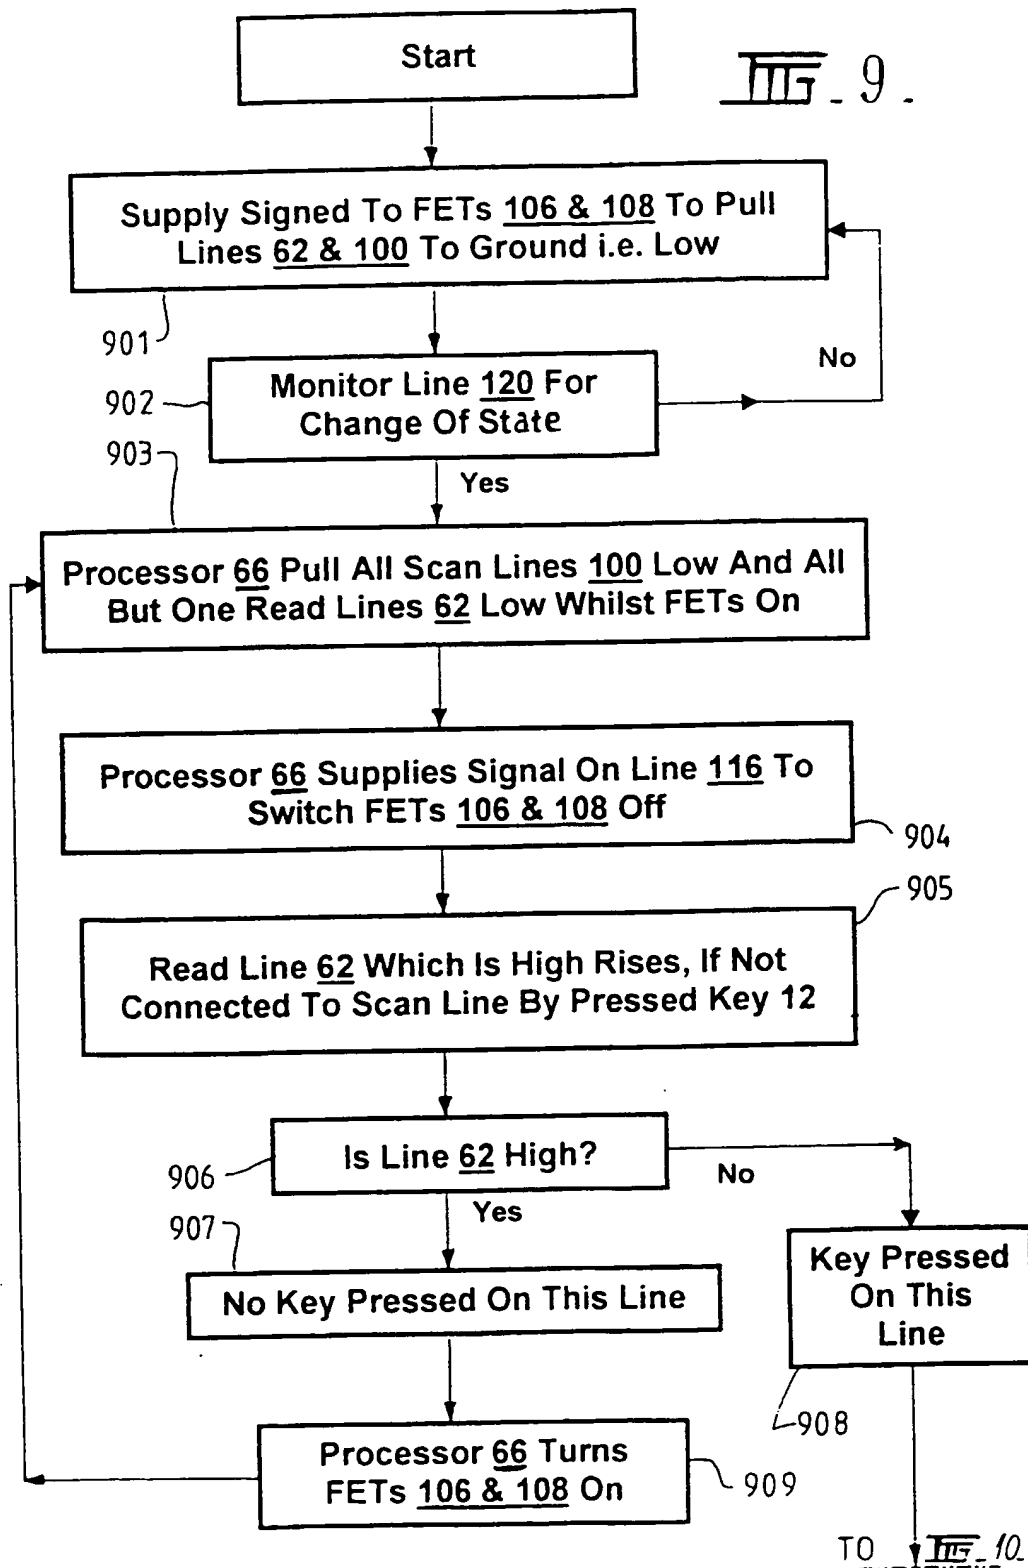 Start
FIG_9_
Supply Signed To FETs 106 & 108 To Pull
Lines 62 & 100 To Ground i.e. Low
901
No
Monitor Line 120 For
Change Of State
902
903
Yes
Processor 66 Pull All Scan Lines 100 Low And All
But One Read Lines 62 Low Whilst FETs On
Processor 66 Supplies Signal On Line 116 To
Switch FETs 106 & 108 Off
904
905
Read Line 62 Which Is High Rises, If Not
Connected To Scan Line By Pressed Key 12
Is Line 62 High?
906
No
Yes
907
No Key Pressed On This Line
Key Pressed
On This
Line
908
Processor 66 Turns
FETs 106 & 108 On
909
TO FIG_10_